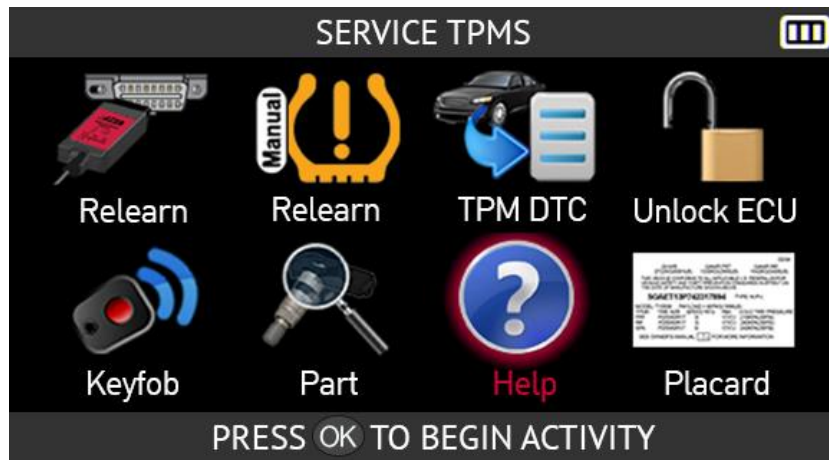 SERVICE TPMS
Manual
Relearn
Relearn
TPM DTC
Unlock ECU
Keyfob
Part
Help
Placard
PRESS OK TO BEGIN ACTIVITY